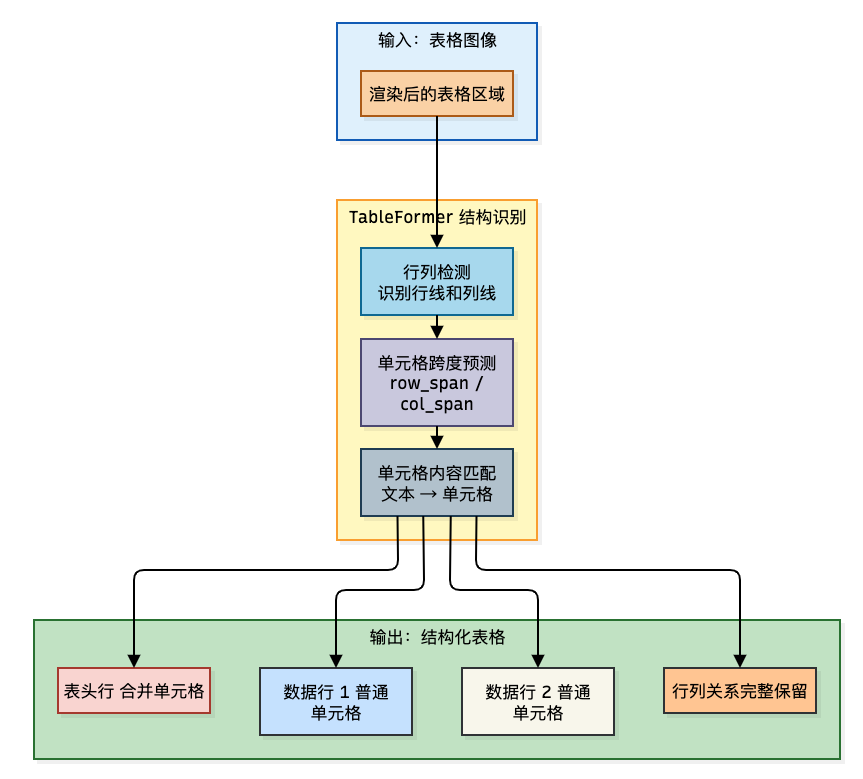 输入：表格图像
渲染后的表格区域
TableFormer 结构识别
行列检测
识别行线和列线
单元格跨度预测
row_span /
col_span
单元格内容匹配
文本 → 单元格
输出：结构化表格
表头行 合并单元格
数据行 1 普通
单元格
数据行 2 普通
单元格
行列关系完整保留